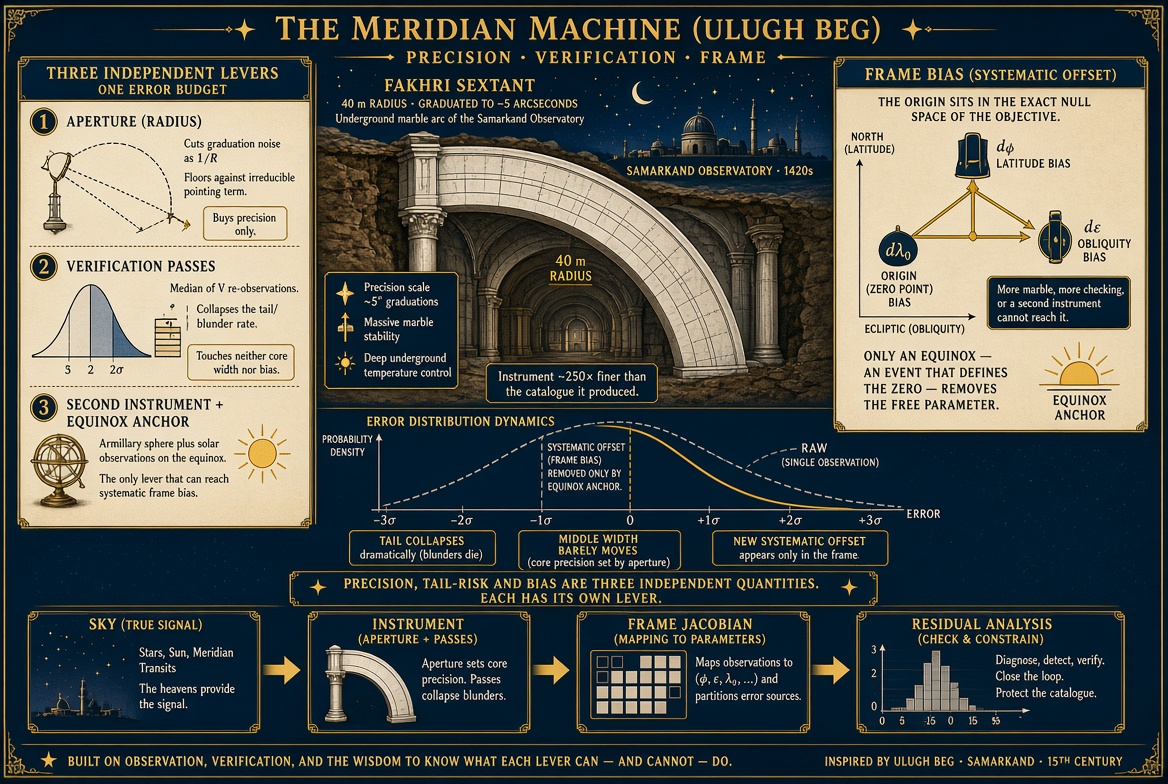 THE MERIDIAN MACHINE (ULUGH BEG)
PRECISION · VERIFICATION · FRAME
THREE INDEPENDENT LEVERS
ONE ERROR BUDGET
1
APERTURE (RADIUS)
Cuts graduation noise
as 1/R
Floors against irreducible
pointing term.
Buys precision
only.
2
VERIFICATION PASSES
Median of V re-observations.
Collapses the tail/
blunder rate.
5 2 2σ
Touches neither core
width nor bias.
3
SECOND INSTRUMENT +
EQUINOX ANCHOR
Armillary sphere plus solar
observations on the equinox.
The only lever that can reach
systematic frame bias.
FAKHRI SEXTANT
40 m RADIUS · GRADUATED TO ~5 ARCSECONDS
Underground marble arc of the Samarkand Observatory
SAMARKAND OBSERVATORY · 1420s
40 m
RADIUS
Precision scale
~5" graduations
Massive marble
stability
Deep underground
temperature control
Instrument ~250× finer than
the catalogue it produced.
FRAME BIAS (SYSTEMATIC OFFSET)
THE ORIGIN SITS IN THE EXACT NULL
SPACE OF THE OBJECTIVE.
NORTH
(LATITUDE)
dφ
LATITUDE BIAS
dλ₀
ORIGIN
(ZERO POINT)
BIAS
dε
OBLIQUITY
BIAS
More marble, more checking,
or a second instrument
cannot reach it.
ECLIPTIC (OBLIQUITY)
ONLY AN EQUINOX —
AN EVENT THAT DEFINES
THE ZERO — REMOVES
THE FREE PARAMETER.
EQUINOX
ANCHOR
ERROR DISTRIBUTION DYNAMICS
PROBABILITY
DENSITY
SYSTEMATIC OFFSET
(FRAME BIAS)
REMOVED ONLY BY
EQUINOX ANCHOR.
RAW
(SINGLE OBSERVATION)
−3σ −2σ −1σ 0 +1σ +2σ +3σ
ERROR
TAIL COLLAPSES
dramatically (blunders die)
MIDDLE WIDTH
BARELY MOVES
(core precision set by aperture)
NEW SYSTEMATIC OFFSET
appears only in the frame.
PRECISION, TAIL-RISK AND BIAS ARE THREE INDEPENDENT QUANTITIES.
EACH HAS ITS OWN LEVER.
SKY (TRUE SIGNAL)
Stars, Sun, Meridian
Transits
The heavens provide
the signal.
INSTRUMENT
(APERTURE + PASSES)
Aperture sets core
precision. Passes
collapse blunders.
FRAME JACOBIAN
(MAPPING TO PARAMETERS)
Maps observations to
(φ, ε, λ₀, ...) and
partitions error sources.
RESIDUAL ANALYSIS
(CHECK & CONSTRAIN)
3
2
1
0
0 5 -15 0 15
Diagnose, detect, verify.
Close the loop.
Protect the catalogue.
BUILT ON OBSERVATION, VERIFICATION, AND THE WISDOM TO KNOW WHAT EACH LEVER CAN — AND CANNOT — DO.
INSPIRED BY ULUGH BEG · SAMARKAND · 15TH CENTURY